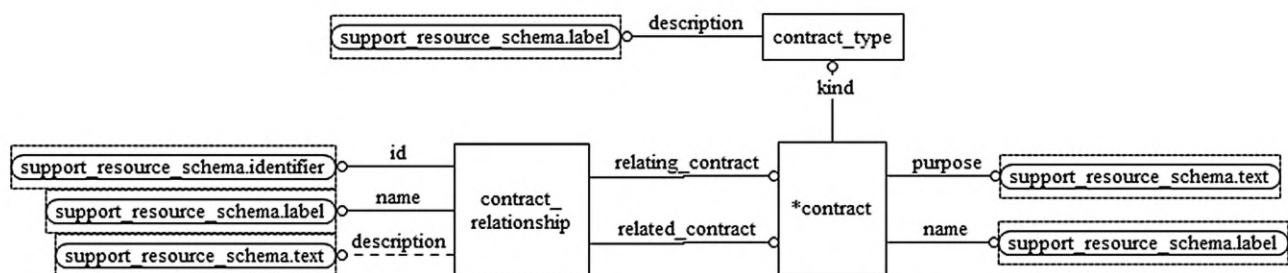 support_resource_schema.label description contract_type
kind
support_resource_schema.identifier id relating_contract purpose support_resource_schema.text
support_resource_schema.label name contract_
relationship *contract
support_resource_schema.text description related_contract name support_resource_schema.label